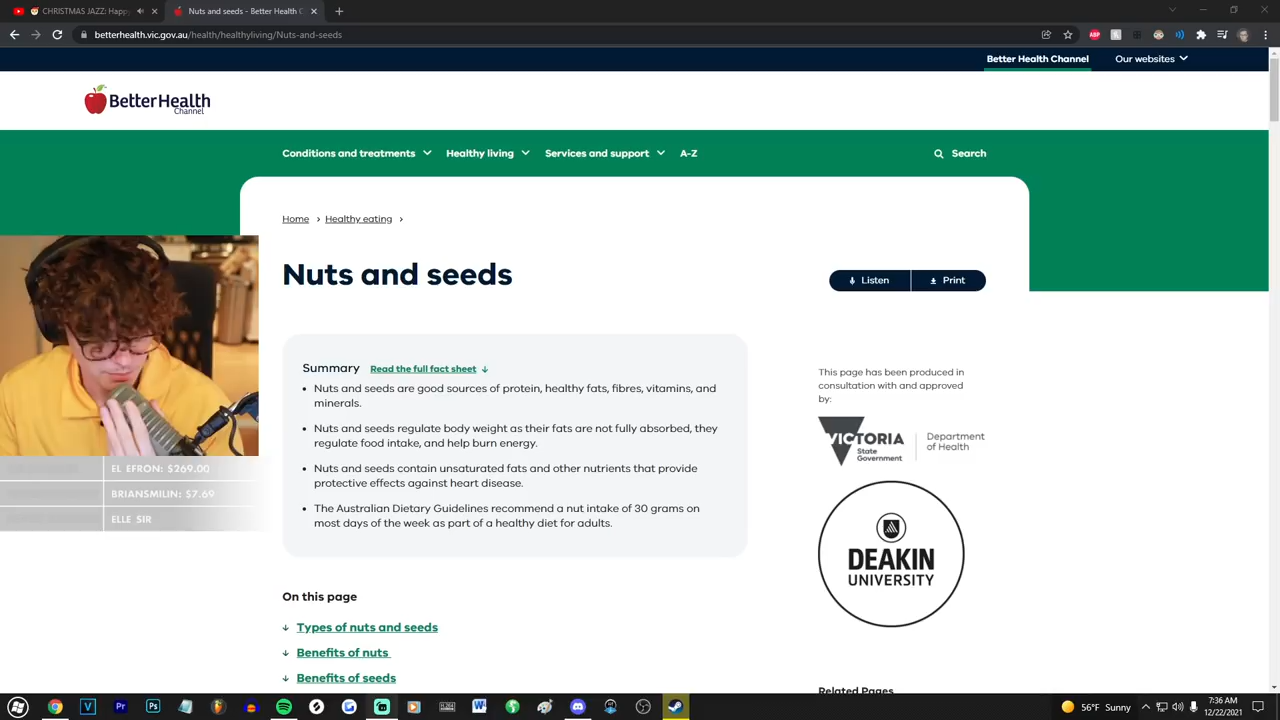 CHRISTMAS JAZZ: Happ
Nuts and seeds - Better Health C
betterhealth.vic.gov.au/health/healthyliving/Nuts-and-seeds
Better Health Channel
Our websites
BetterHealth
Channel
Conditions and treatments
Healthy living
Services and support
A-Z
Search
Home
Healthy eating
Nuts and seeds
Listen
Print
Summary
Read the full fact sheet
Nuts and seeds are good sources of protein, healthy fats, fibres, vitamins, and
minerals.
Nuts and seeds regulate body weight as their fats are not fully absorbed, they
regulate food intake, and help burn energy.
Nuts and seeds contain unsaturated fats and other nutrients that provide
protective effects against heart disease.
The Australian Dietary Guidelines recommend a nut intake of 30 grams on
most days of the week as part of a healthy diet for adults.
This page has been produced in
consultation with and approved
by:
VICTORIA
State
Government
Department
of Health
DEAKIN
UNIVERSITY
EL EFRON: $269.00
BRIANSMILIN: $7.69
ELLE SIR
On this page
Types of nuts and seeds
Benefits of nuts
Benefits of seeds
Related Pages
56°F Sunny
7:36 AM
12/22/2021